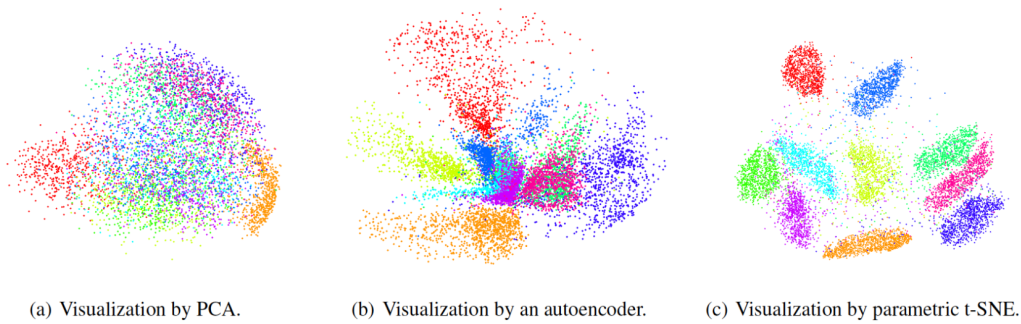 (a) Visualization by PCA.
(b) Visualization by an autoencoder.
(c) Visualization by parametric t-SNE.